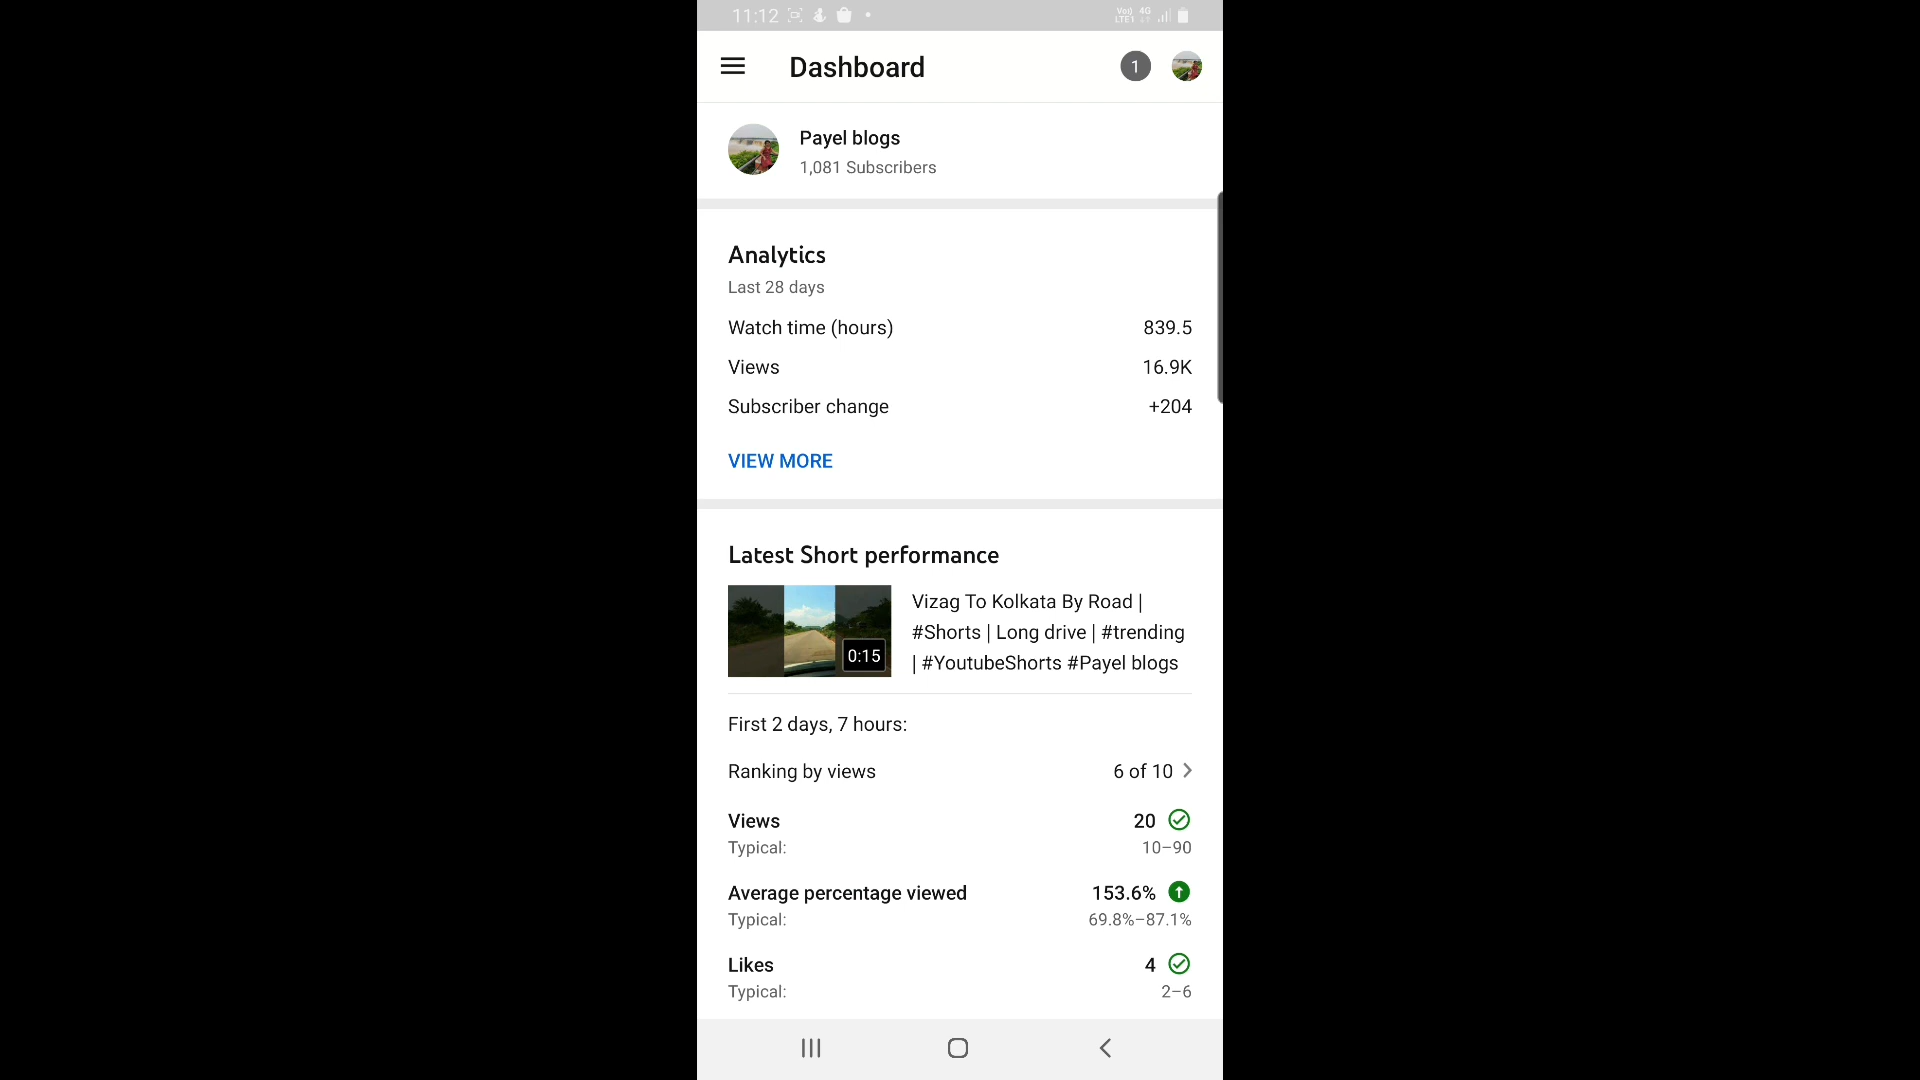 11:12
Vo) 4G
LTE1
Dashboard
1
Payel blogs
1,081 Subscribers
Analytics
Last 28 days
Watch time (hours) 839.5
Views 16.9K
Subscriber change +204
VIEW MORE
Latest Short performance
0:15
Vizag To Kolkata By Road |
#Shorts | Long drive | #trending
| #YoutubeShorts #Payel blogs
First 2 days, 7 hours:
Ranking by views 6 of 10
Views 20
Typical: 10–90
Average percentage viewed 153.6%
Typical: 69.8%–87.1%
Likes 4
Typical: 2–6